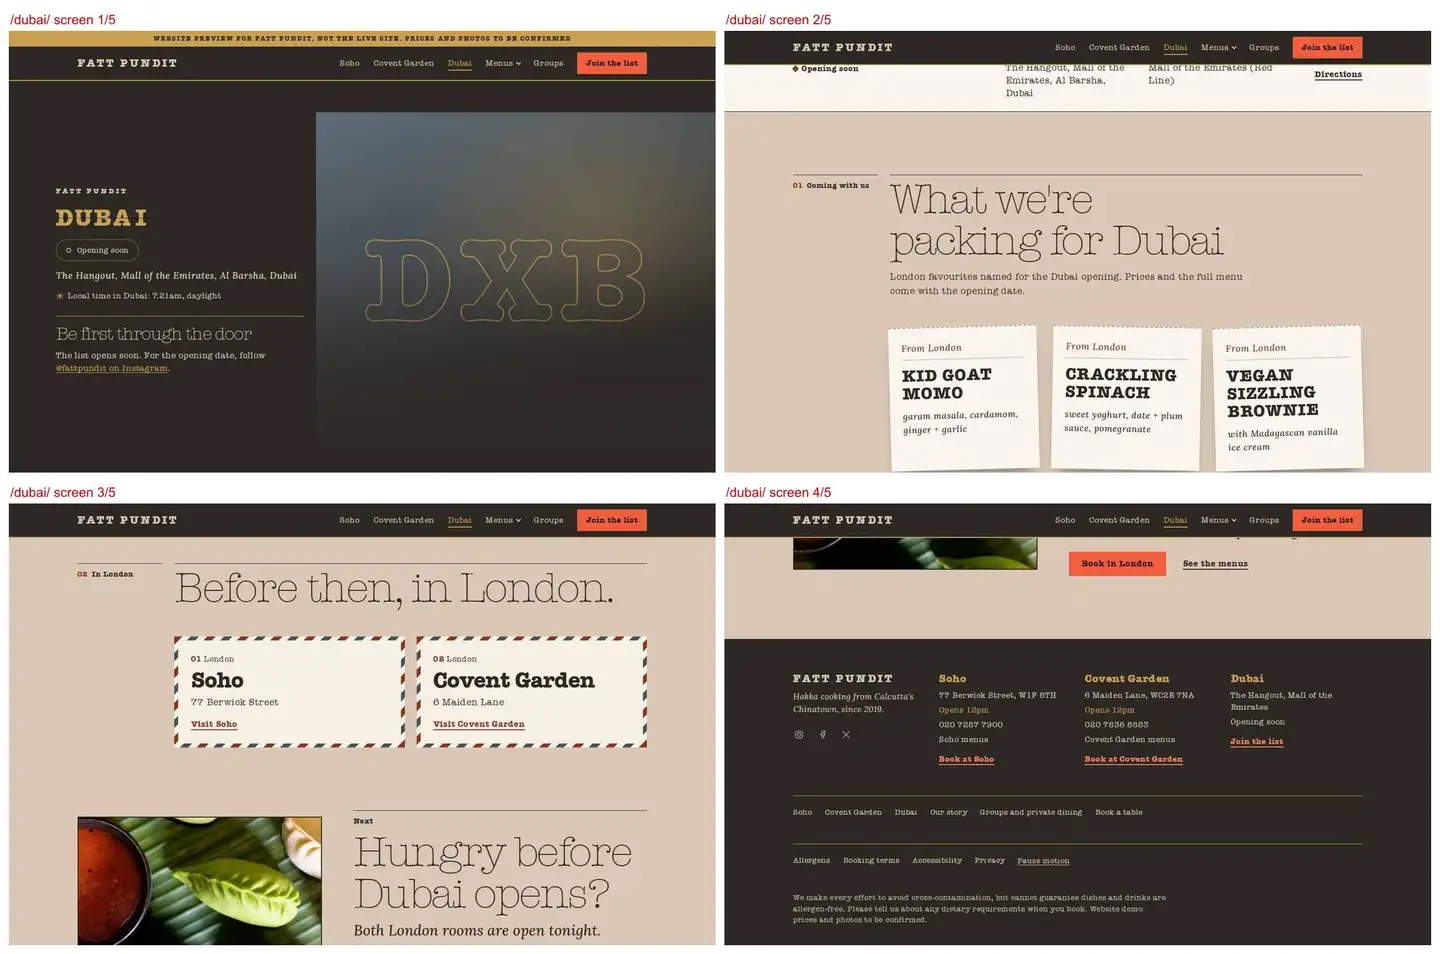 /dubai/ screen 1/5
WEBSITE PREVIEW FOR FATT PUNDIT, NOT THE LIVE SITE. PRICES AND PHOTOS TO BE CONFIRMED
FATT PUNDIT
Soho Covent Garden Dubai Menus Groups Join the list
FATT PUNDIT
DUBAI
Opening soon
The Hangout, Mall of the Emirates, Al Barsha, Dubai
Local time in Dubai: 7.21am, daylight
Be first through the door
The list opens soon. For the opening date, follow
@fattpundit on Instagram.
DXB
/dubai/ screen 2/5
FATT PUNDIT
Soho Covent Garden Dubai Menus Groups Join the list
Opening soon
The Hangout, Mall of the
Emirates, Al Barsha,
Dubai
Mall of the Emirates (Red
Line)
Directions
01 Coming with us
What we're
packing for Dubai
London favourites named for the Dubai opening. Prices and the full menu
come with the opening date.
From London
KID GOAT
MOMO
garam masala, cardamom,
ginger + garlic
From London
CRACKLING
SPINACH
sweet yoghurt, date + plum
sauce, pomegranate
From London
VEGAN
SIZZLING
BROWNIE
with Madagascan vanilla
ice cream
/dubai/ screen 3/5
FATT PUNDIT
Soho Covent Garden Dubai Menus Groups Join the list
02 In London
Before then, in London.
01 London
Soho
77 Berwick Street
Visit Soho
02 London
Covent Garden
6 Maiden Lane
Visit Covent Garden
Next
Hungry before
Dubai opens?
Both London rooms are open tonight.
/dubai/ screen 4/5
FATT PUNDIT
Soho Covent Garden Dubai Menus Groups Join the list
Book in London See the menus
FATT PUNDIT
Hakka cooking from Calcutta's
Chinatown, since 2019.
Soho
77 Berwick Street, W1F 8TH
Opens 12pm
020 7287 7900
Soho menus
Book at Soho
Covent Garden
6 Maiden Lane, WC2E 7NA
Opens 12pm
020 7836 8883
Covent Garden menus
Book at Covent Garden
Dubai
The Hangout, Mall of the
Emirates
Opening soon
Join the list
Soho Covent Garden Dubai Our story Groups and private dining Book a table
Allergens Booking terms Accessibility Privacy Pause motion
We make every effort to avoid cross-contamination, but cannot guarantee dishes and drinks are
allergen-free. Please tell us about any dietary requirements when you book. Website demo:
prices and photos to be confirmed.